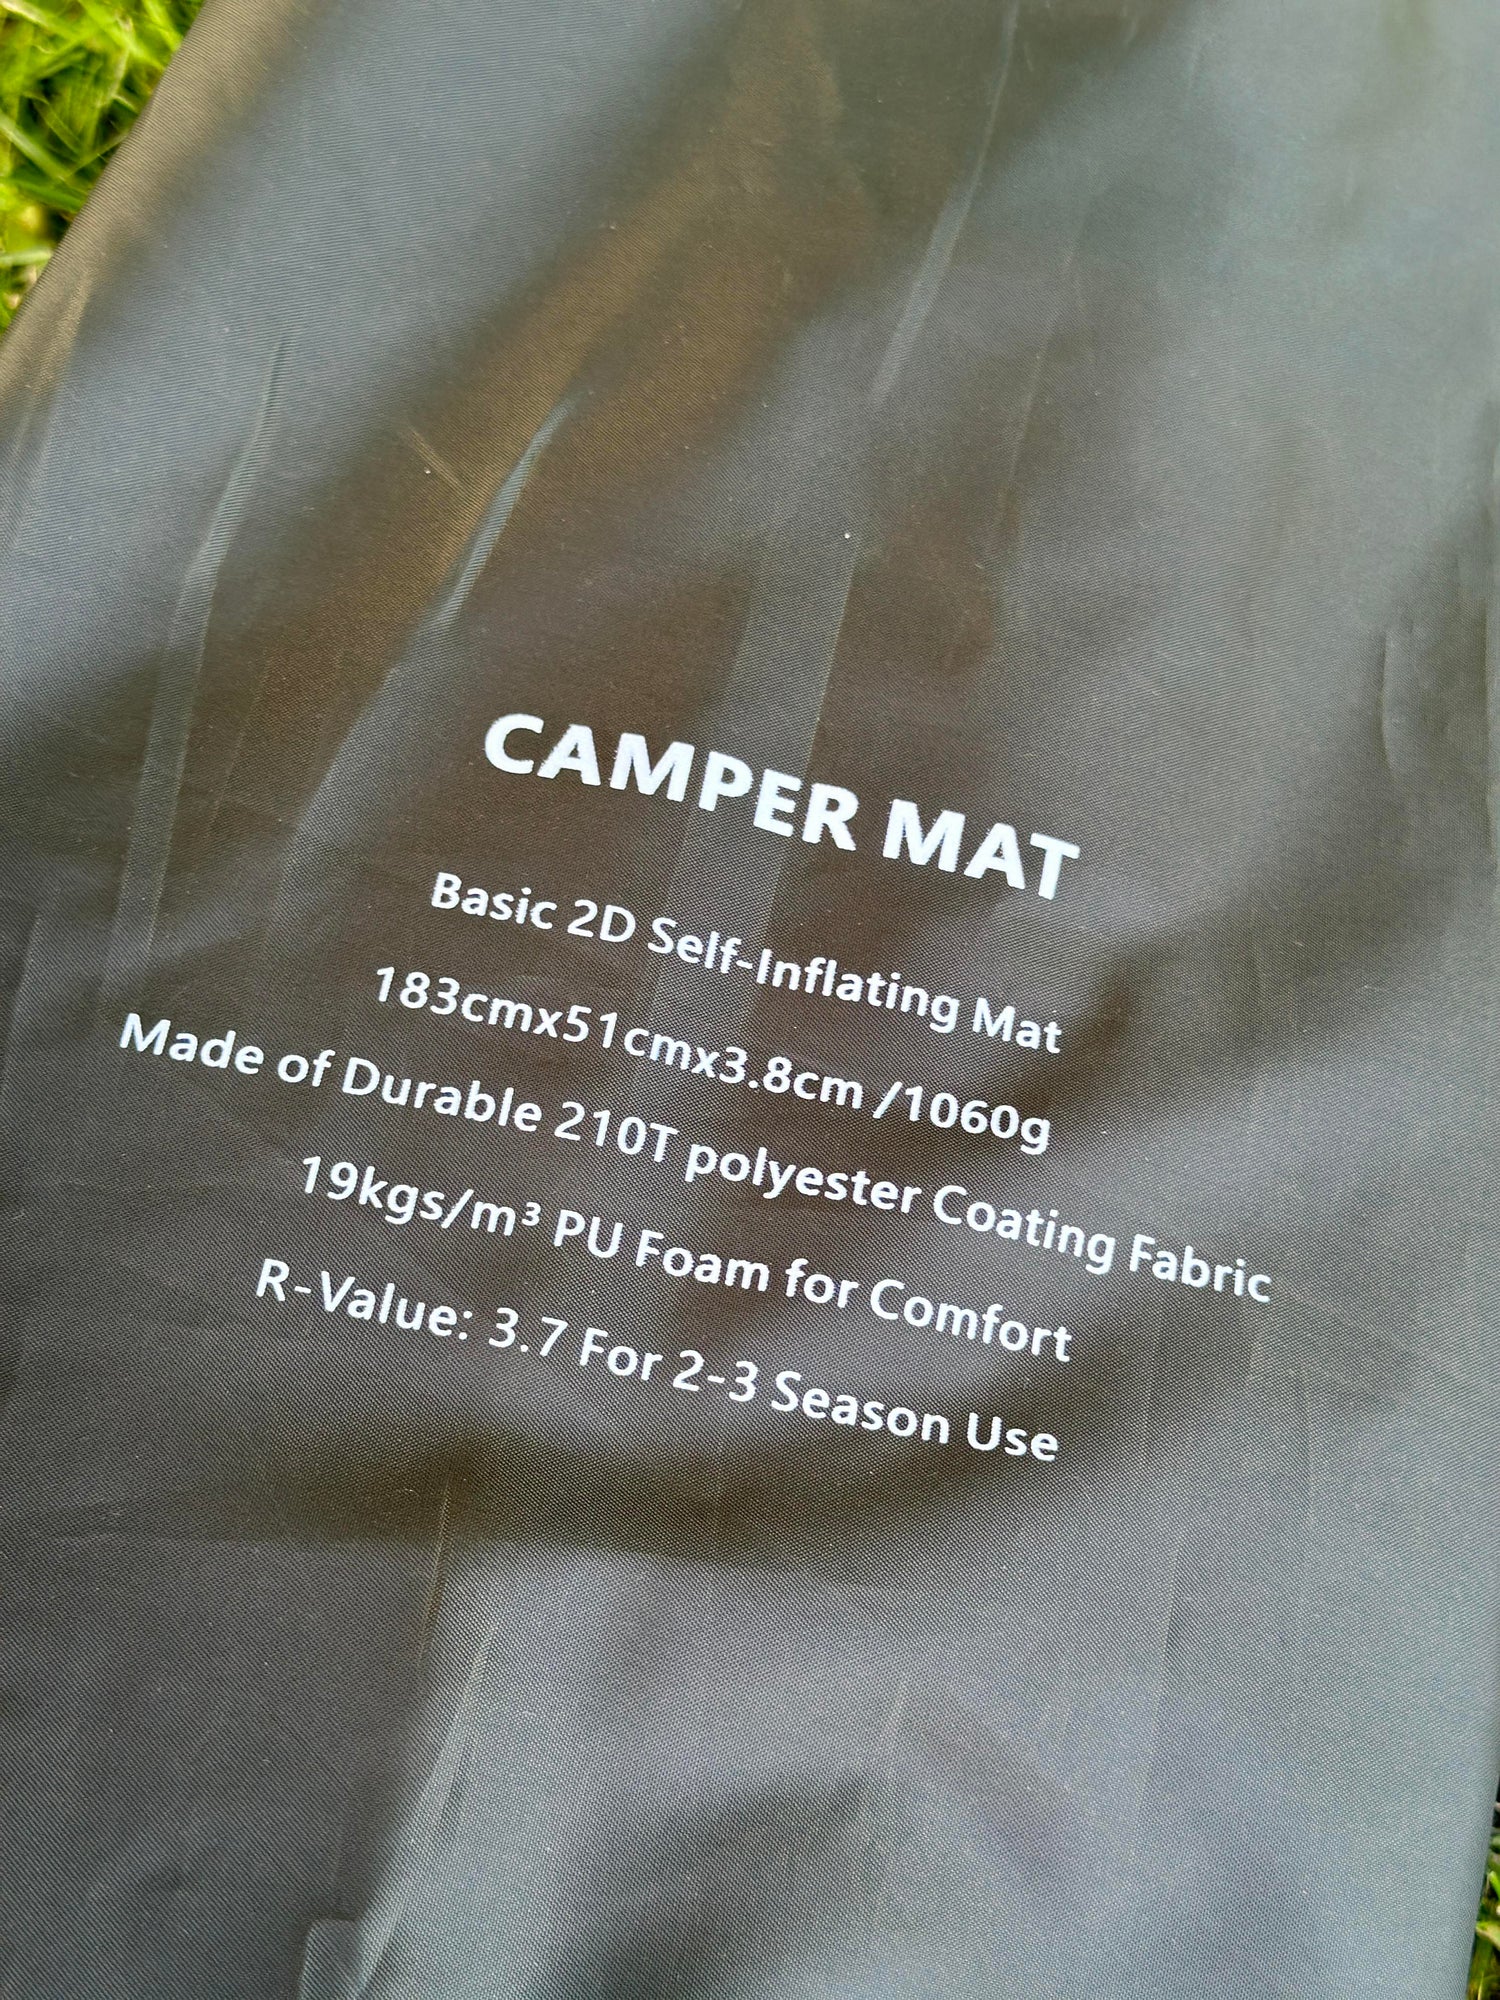 CAMPER MAT
Basic 2D Self-Inflating Mat
183cmx51cmx3.8cm /1060g
Made of Durable 210T polyester Coating Fabric
19kgs/m³ PU Foam for Comfort
R-Value: 3.7 For 2-3 Season Use